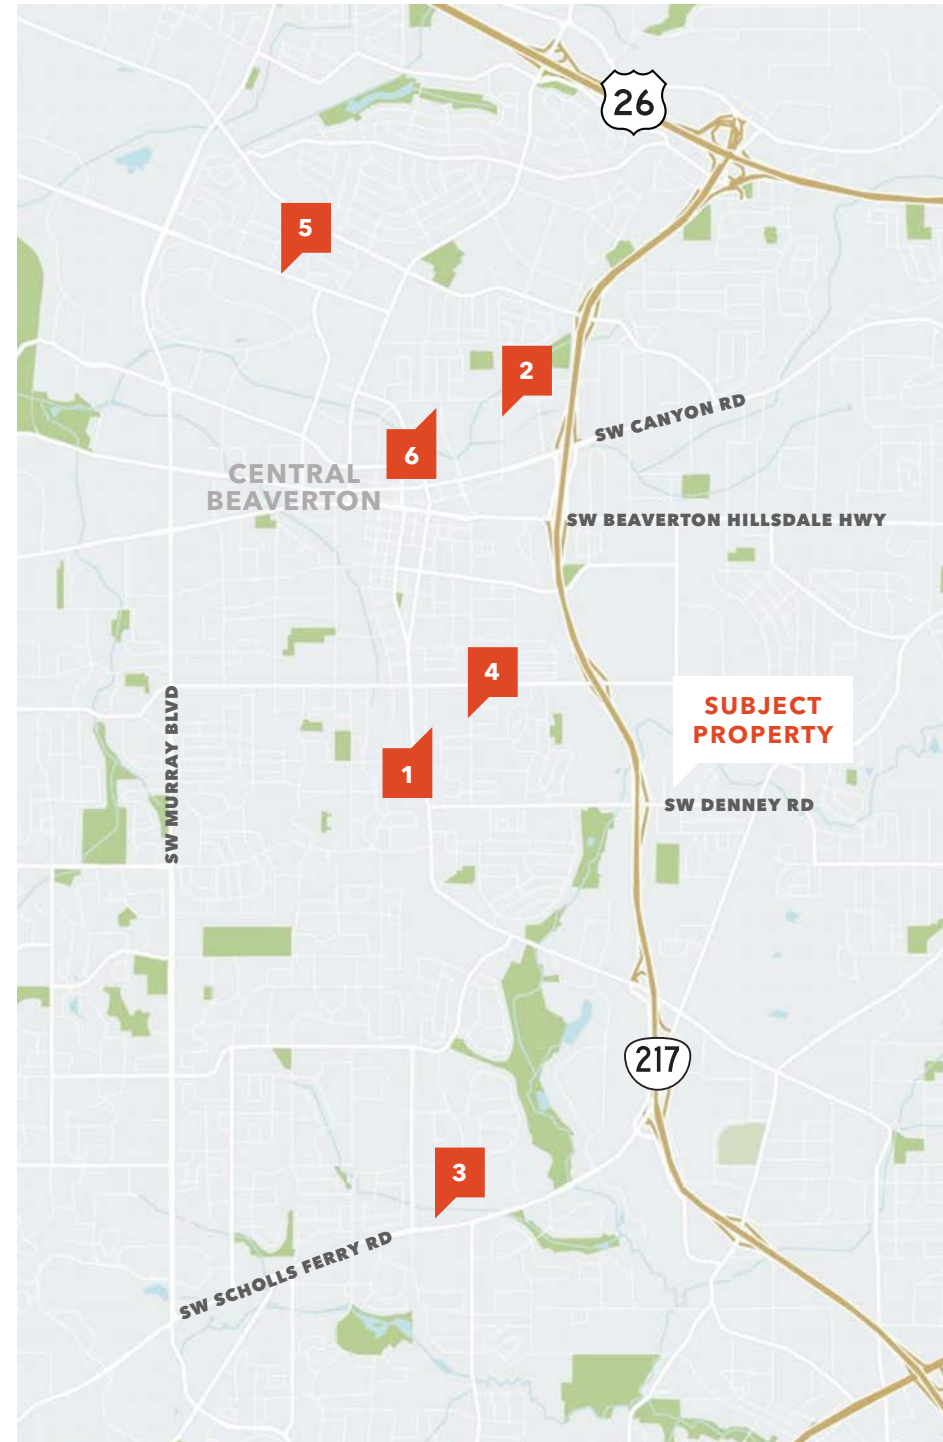 26
5
2
SW CANYON RD
6
CENTRAL
BEAVERTON
SW BEAVERTON HILLSDALE HWY
4
SUBJECT
PROPERTY
SW MURRAY BLVD
1
SW DENNEY RD
217
3
SW SCHOLLS FERRY RD